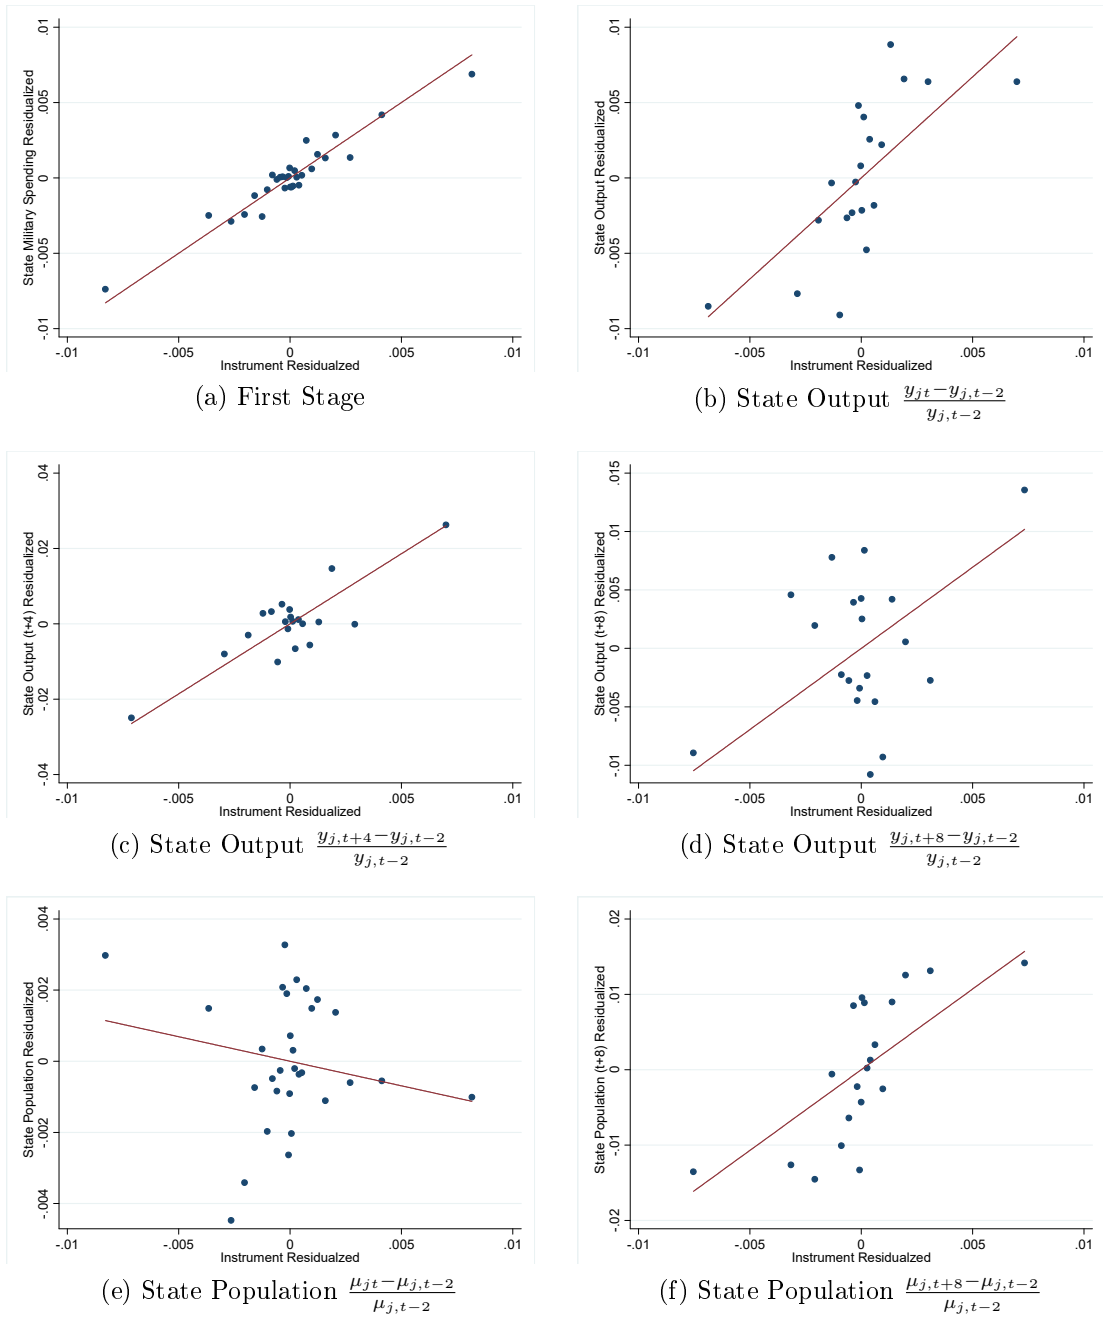 State Military Spending Residualized
.01
.005
0
-.005
-.01
-.01 -.005 0 .005 .01
Instrument Residualized
(a) First Stage
State Output Residualized
.01
.005
0
-.005
-.01
-.01 -.005 0 .005 .01
Instrument Residualized
(b) State Output \frac{y_{jt}-y_{j,t-2}}{y_{j,t-2}}
State Output (t+4) Residualized
.04
.02
0
-.02
-.04
-.01 -.005 0 .005 .01
Instrument Residualized
(c) State Output \frac{y_{j,t+4}-y_{j,t-2}}{y_{j,t-2}}
State Output (t+8) Residualized
.015
.01
.005
0
-.005
-.01
-.01 -.005 0 .005 .01
Instrument Residualized
(d) State Output \frac{y_{j,t+8}-y_{j,t-2}}{y_{j,t-2}}
State Population Residualized
.004
.002
0
-.002
-.004
-.01 -.005 0 .005 .01
Instrument Residualized
(e) State Population \frac{μ_{jt}-μ_{j,t-2}}{μ_{j,t-2}}
State Population (t+8) Residualized
.02
.01
0
-.01
-.02
-.01 -.005 0 .005 .01
Instrument Residualized
(f) State Population \frac{μ_{j,t+8}-μ_{j,t-2}}{μ_{j,t-2}}